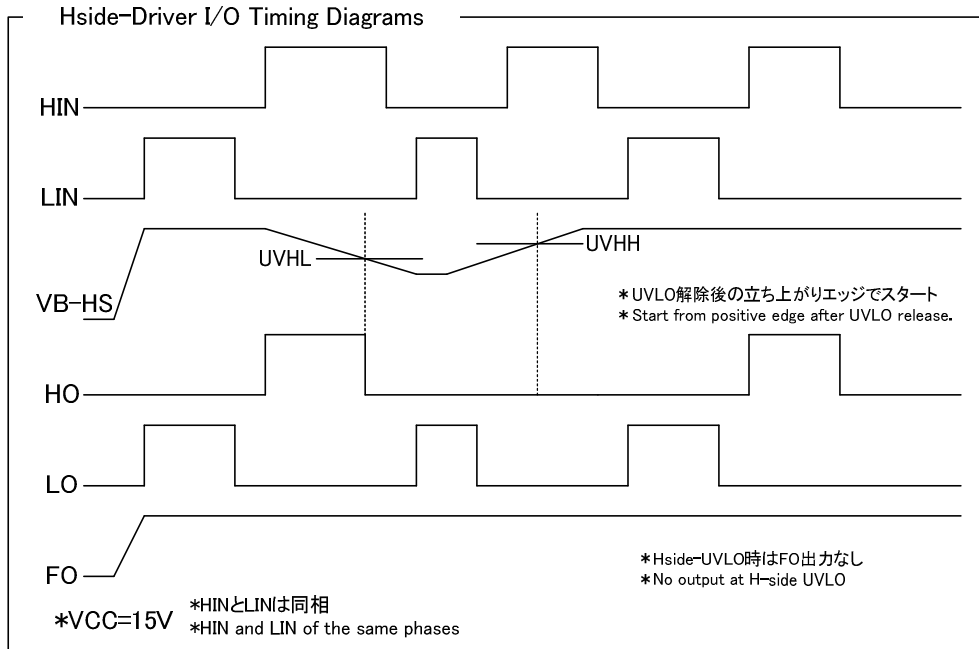 Hside-Driver I/O Timing Diagrams
HIN
LIN
UVHL
UVHH
VB-HS
*UVLO解除後の立ち上がりエッジでスタート
*Start from positive edge after UVLO release.
HO
LO
FO
*Hside-UVLO時はFO出力なし
*No output at H-side UVLO
*VCC=15V
*HINとLINは同相
*HIN and LIN of the same phases